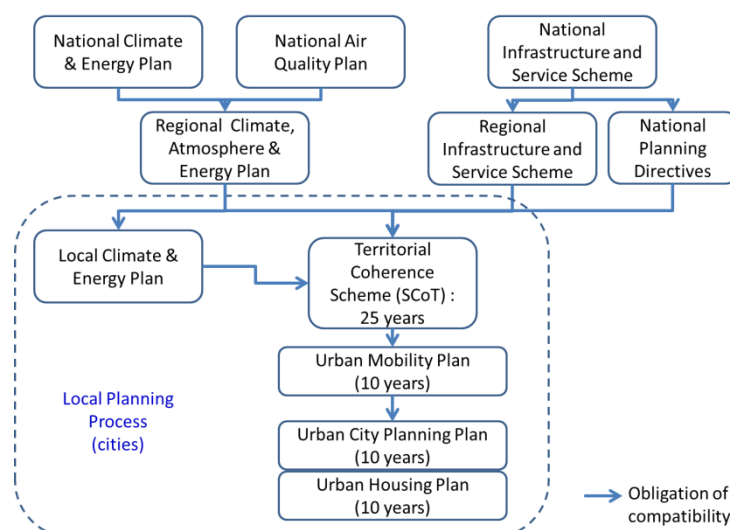 National Climate
& Energy Plan
National Air
Quality Plan
National
Infrastructure and
Service Scheme
Regional Climate,
Atmosphere &
Energy Plan
Regional
Infrastructure and
Service Scheme
National
Planning
Directives
Local Climate &
Energy Plan
Territorial
Coherence
Scheme (SCoT) :
25 years
Urban Mobility Plan
(10 years)
Local Planning
Process
(cities)
Urban City Planning Plan
(10 years)
Urban Housing Plan
(10 years)
Obligation of
compatibility